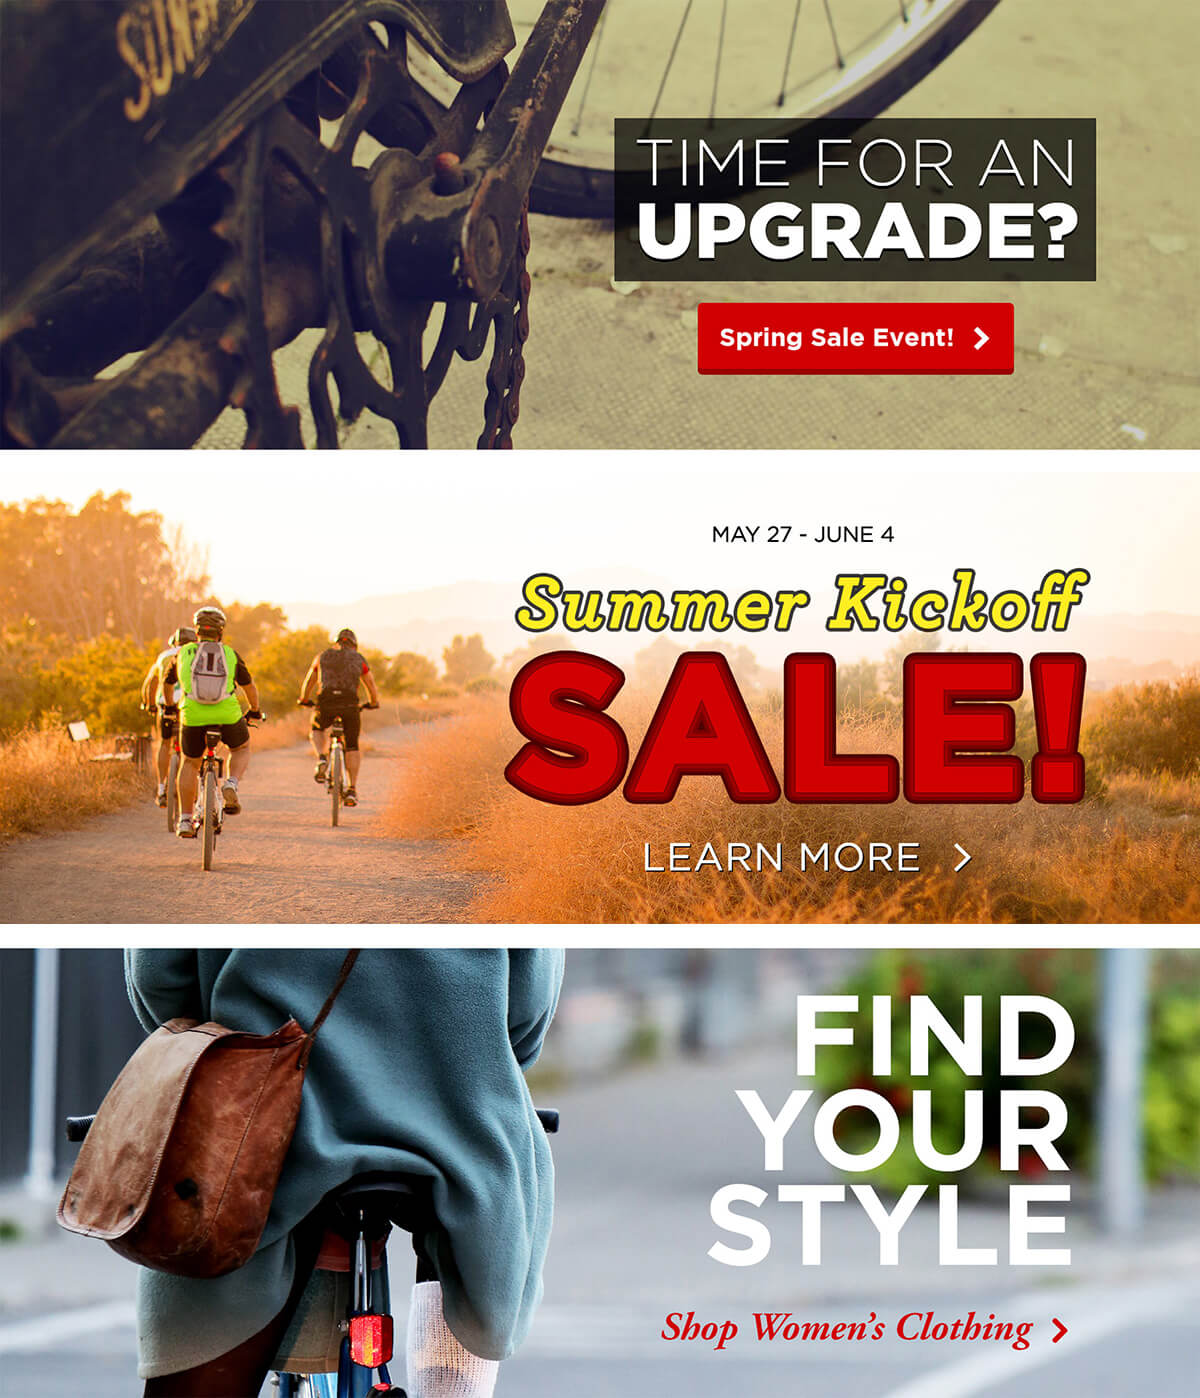 TIME FOR AN
UPGRADE?
Spring Sale Event!
MAY 27 - JUNE 4
Summer Kickoff
SALE!
LEARN MORE
FIND
YOUR
STYLE
Shop Women's Clothing